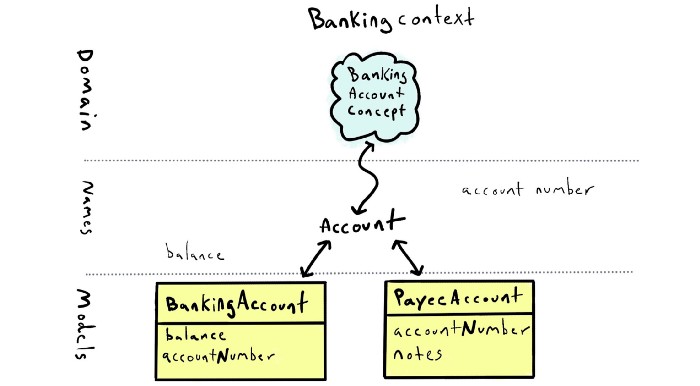 Banking context
Domain
Banking
Account
Concept
Names
account number
Account
balance
Models
BankingAccount
balance
accountNumber
PayeeAccount
accountNumber
notes